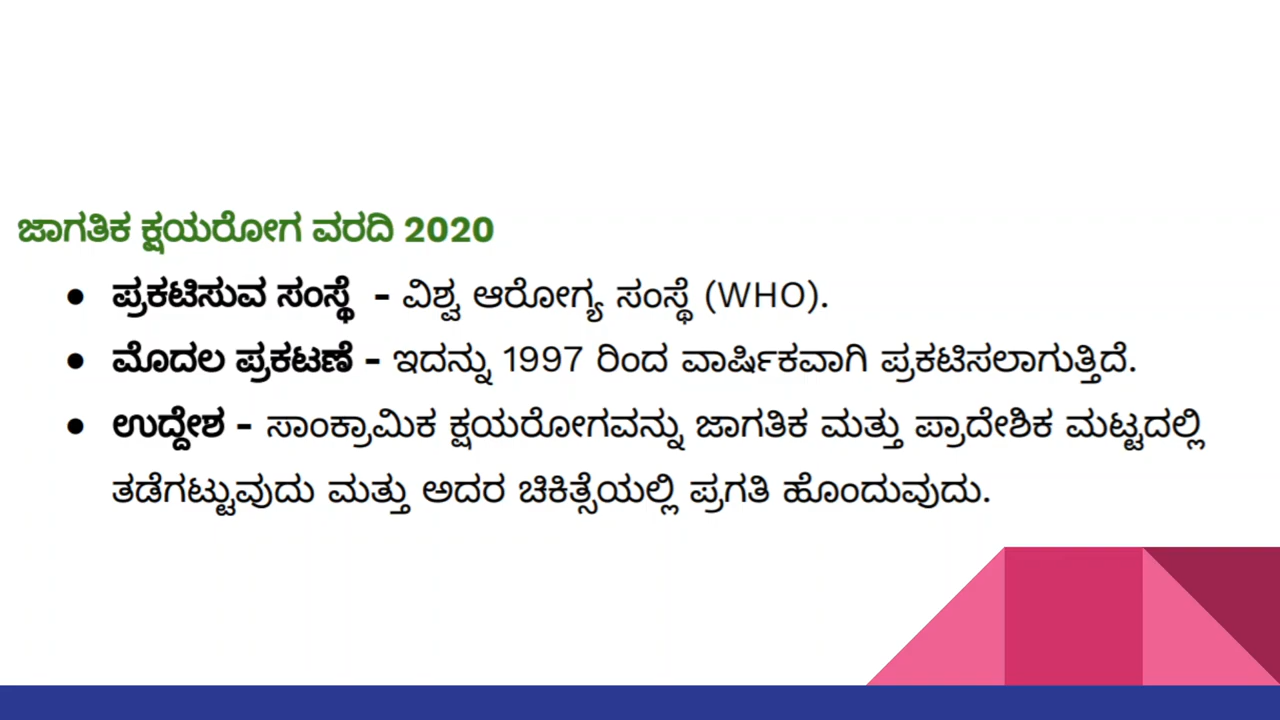 ಜಾಗತಿಕ ಕ್ಷಯರೋಗ ವರದಿ 2020
● ಪ್ರಕಟಿಸುವ ಸಂಸ್ಥೆ - ವಿಶ್ವ ಆರೋಗ್ಯ ಸಂಸ್ಥೆ (WHO).
● ಮೊದಲ ಪ್ರಕಟಣೆ - ಇದನ್ನು 1997 ರಿಂದ ವಾರ್ಷಿಕವಾಗಿ ಪ್ರಕಟಿಸಲಾಗುತ್ತಿದೆ.
● ಉದ್ದೇಶ - ಸಾಂಕ್ರಾಮಿಕ ಕ್ಷಯರೋಗವನ್ನು ಜಾಗತಿಕ ಮತ್ತು ಪ್ರಾದೇಶಿಕ ಮಟ್ಟದಲ್ಲಿ
ತಡೆಗಟ್ಟುವುದು ಮತ್ತು ಅದರ ಚಿಕಿತ್ಸೆಯಲ್ಲಿ ಪ್ರಗತಿ ಹೊಂದುವುದು.